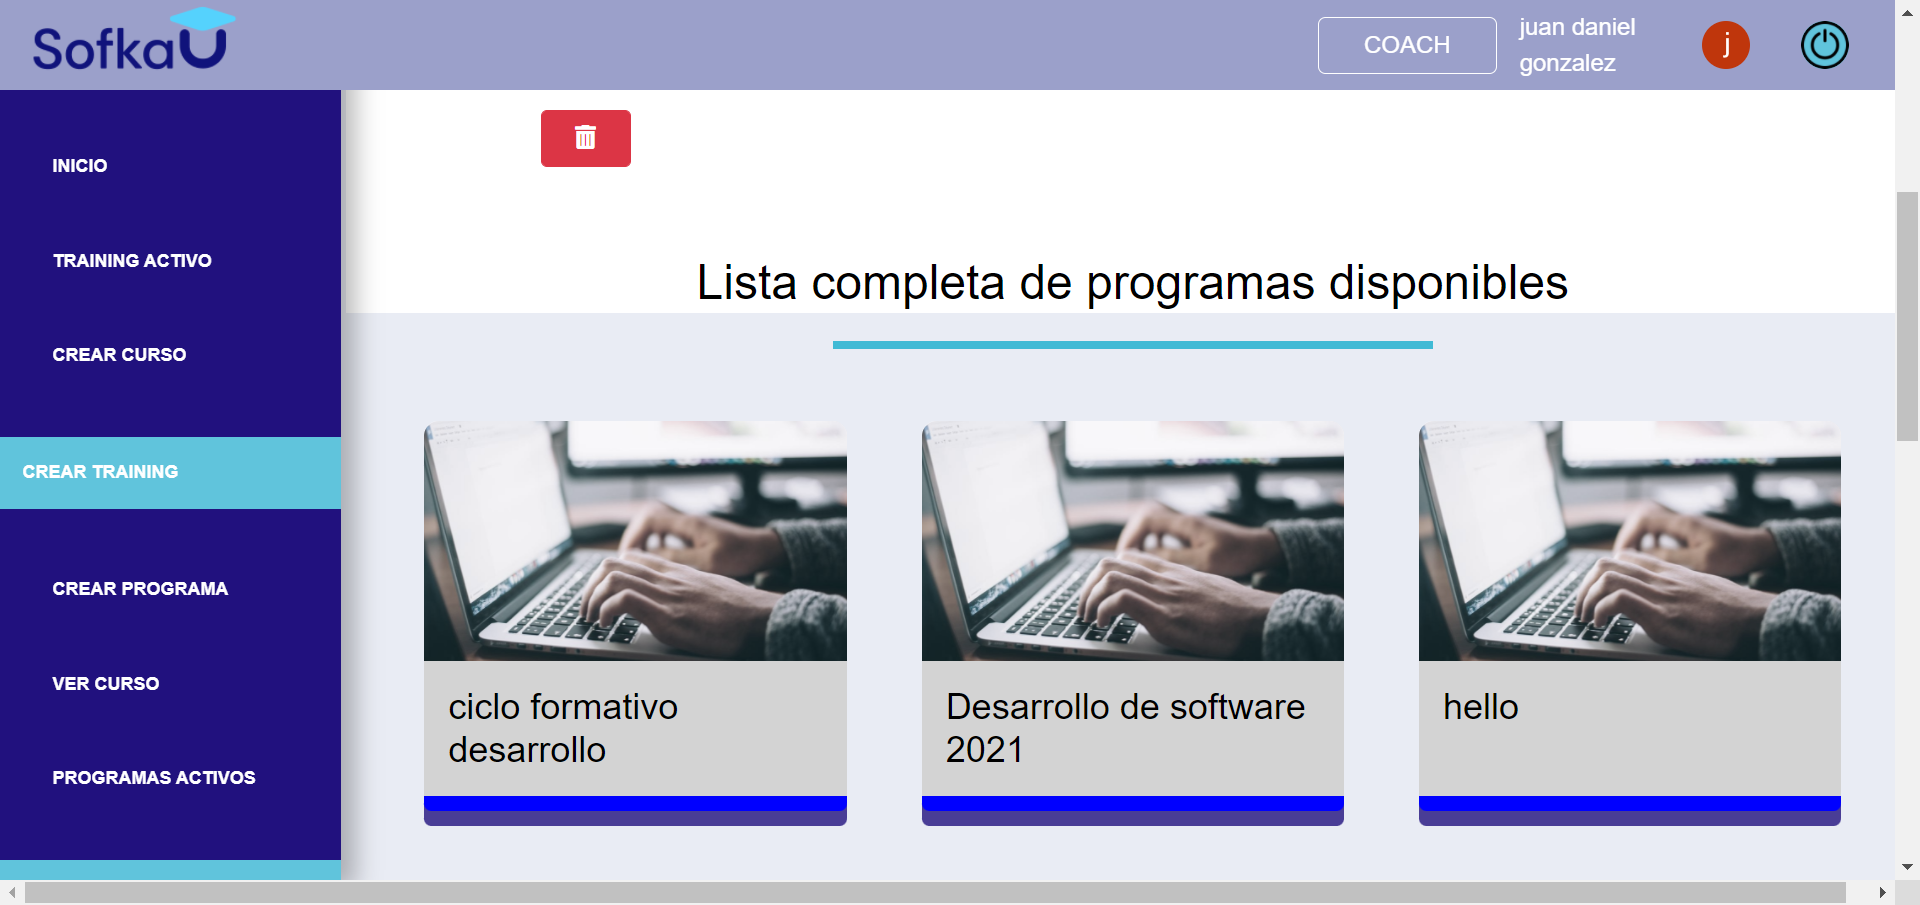 SofkaU
COACH
juan daniel
gonzalez
j
INICIO
TRAINING ACTIVO
CREAR CURSO
CREAR TRAINING
CREAR PROGRAMA
VER CURSO
PROGRAMAS ACTIVOS
Lista completa de programas disponibles
ciclo formativo
desarrollo
Desarrollo de software
2021
hello